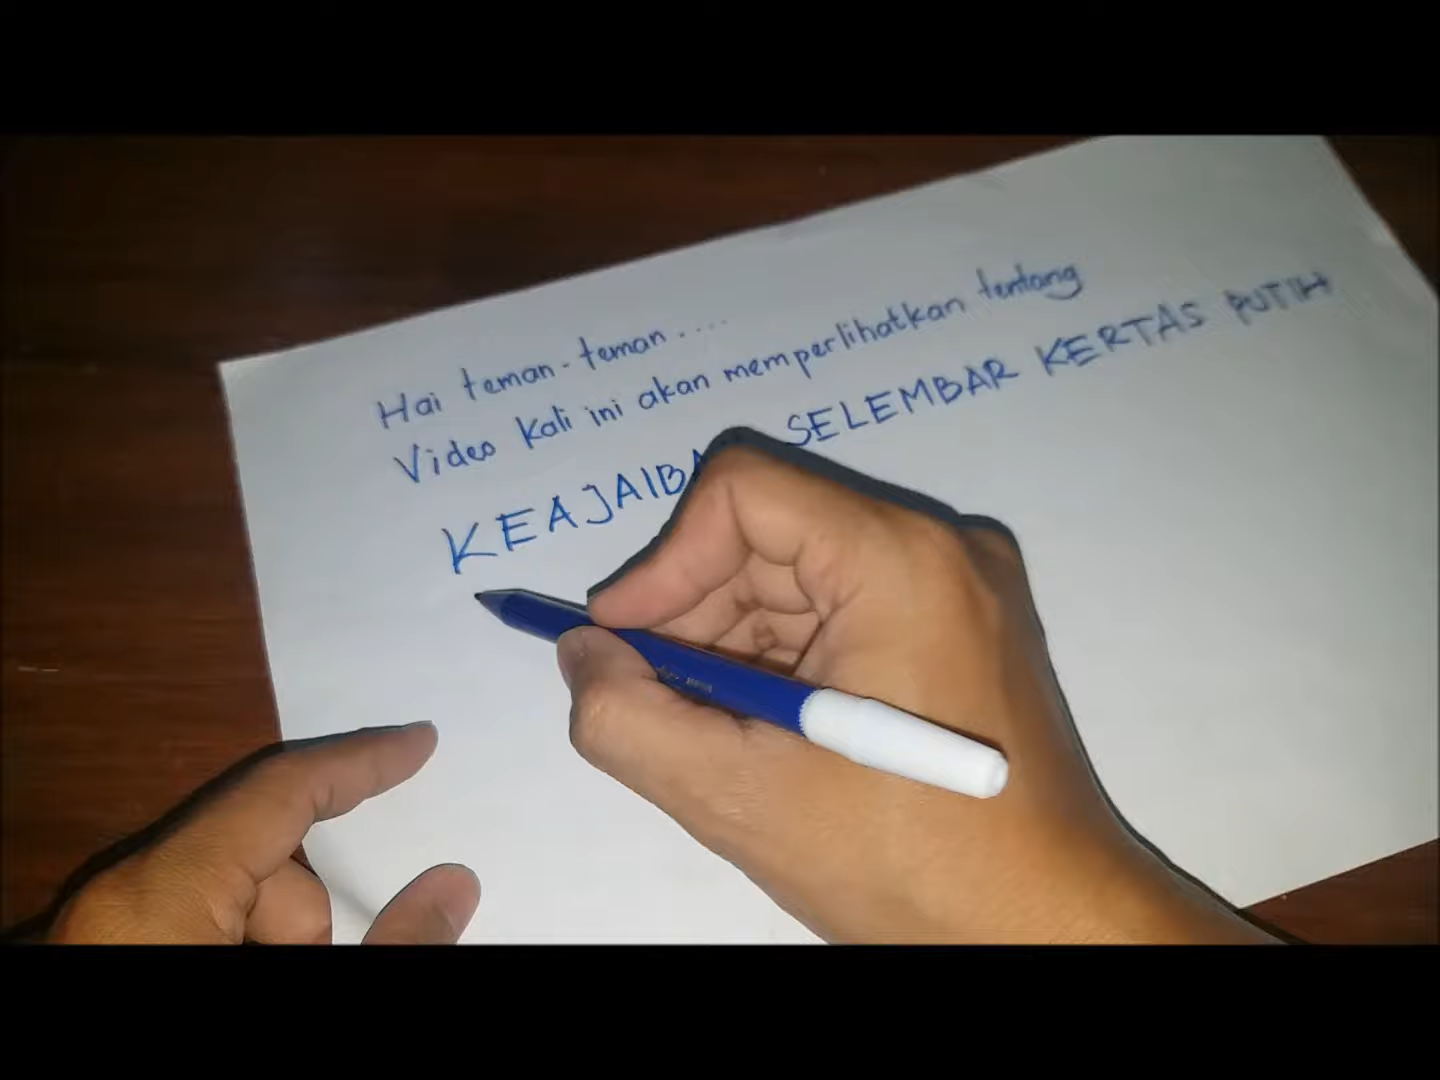 Hai teman-teman....
Video kali ini akan memperlihatkan tentang
KEAJAIBA SELEMBAR KERTAS PUTIH